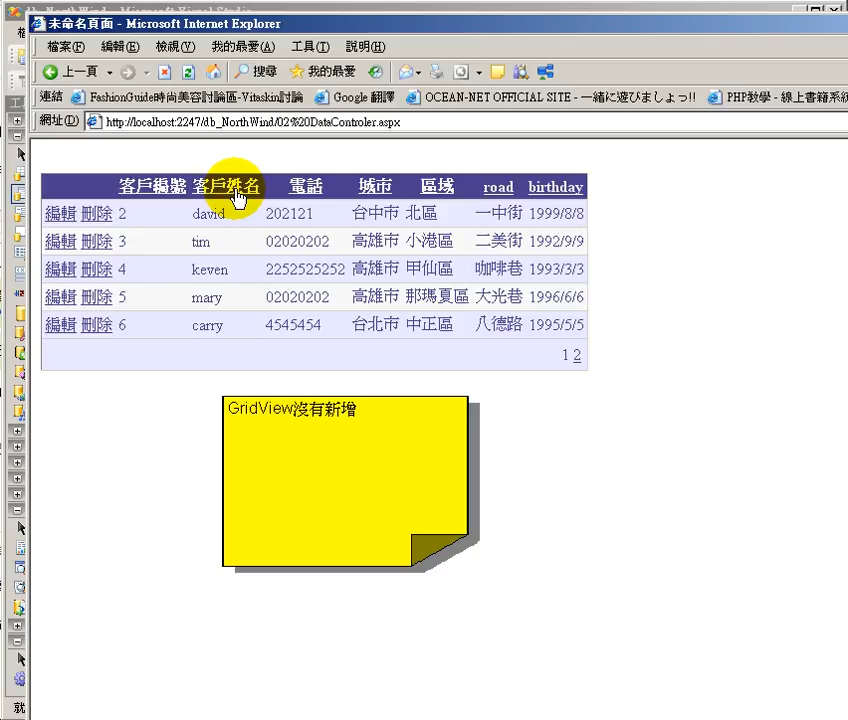 未命名頁面 - Microsoft Internet Explorer
檔案(F) 編輯(E) 檢視(V) 我的最愛(A) 工具(T) 說明(H)
上一頁 搜尋 我的最愛
連結 FashionGuide時尚美容討論區-Vitaskin討論 Google 翻譯 OCEAN-NET OFFICIAL SITE - 一緒に遊びましょっ!! PHP教學 - 線上書籍系統
網址(D) http://localhost:2247/db_NorthWind/02%20DataControler.aspx
客戶編號 客戶姓名 電話 城市 區域 road birthday
編輯 刪除 2 david 202121 台中市 北區 一中街 1999/8/8
編輯 刪除 3 tim 02020202 高雄市 小港區 二美街 1992/9/9
編輯 刪除 4 keven 2252525252 高雄市 甲仙區 咖啡巷 1993/3/3
編輯 刪除 5 mary 02020202 高雄市 那瑪夏區 大光巷 1996/6/6
編輯 刪除 6 carry 4545454 台北市 中正區 八德路 1995/5/5
1 2
GridView沒有新增
就